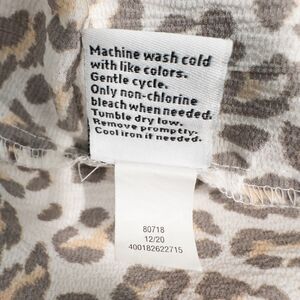 Machine wash cold
with like colors.
Gentle cycle.
Only non-chlorine
bleach when needed.
Tumble dry low.
Remove promptly.
Cool iron if needed.
80718
12/20
400182622715